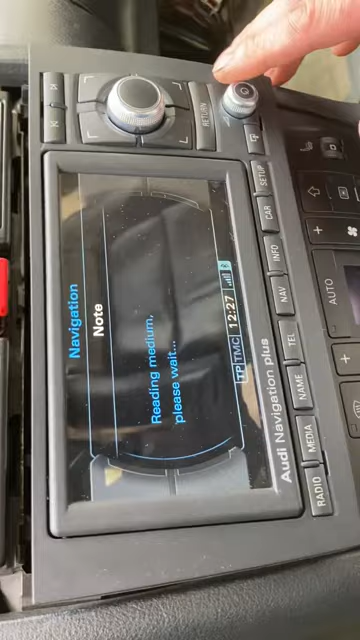 Navigation
Note
Reading medium,
please wait...
TP TMC 12:27
RETURN
SETUP
CAR
INFO
NAV
TEL
NAME
MEDIA
RADIO
Audi Navigation plus
AUTO